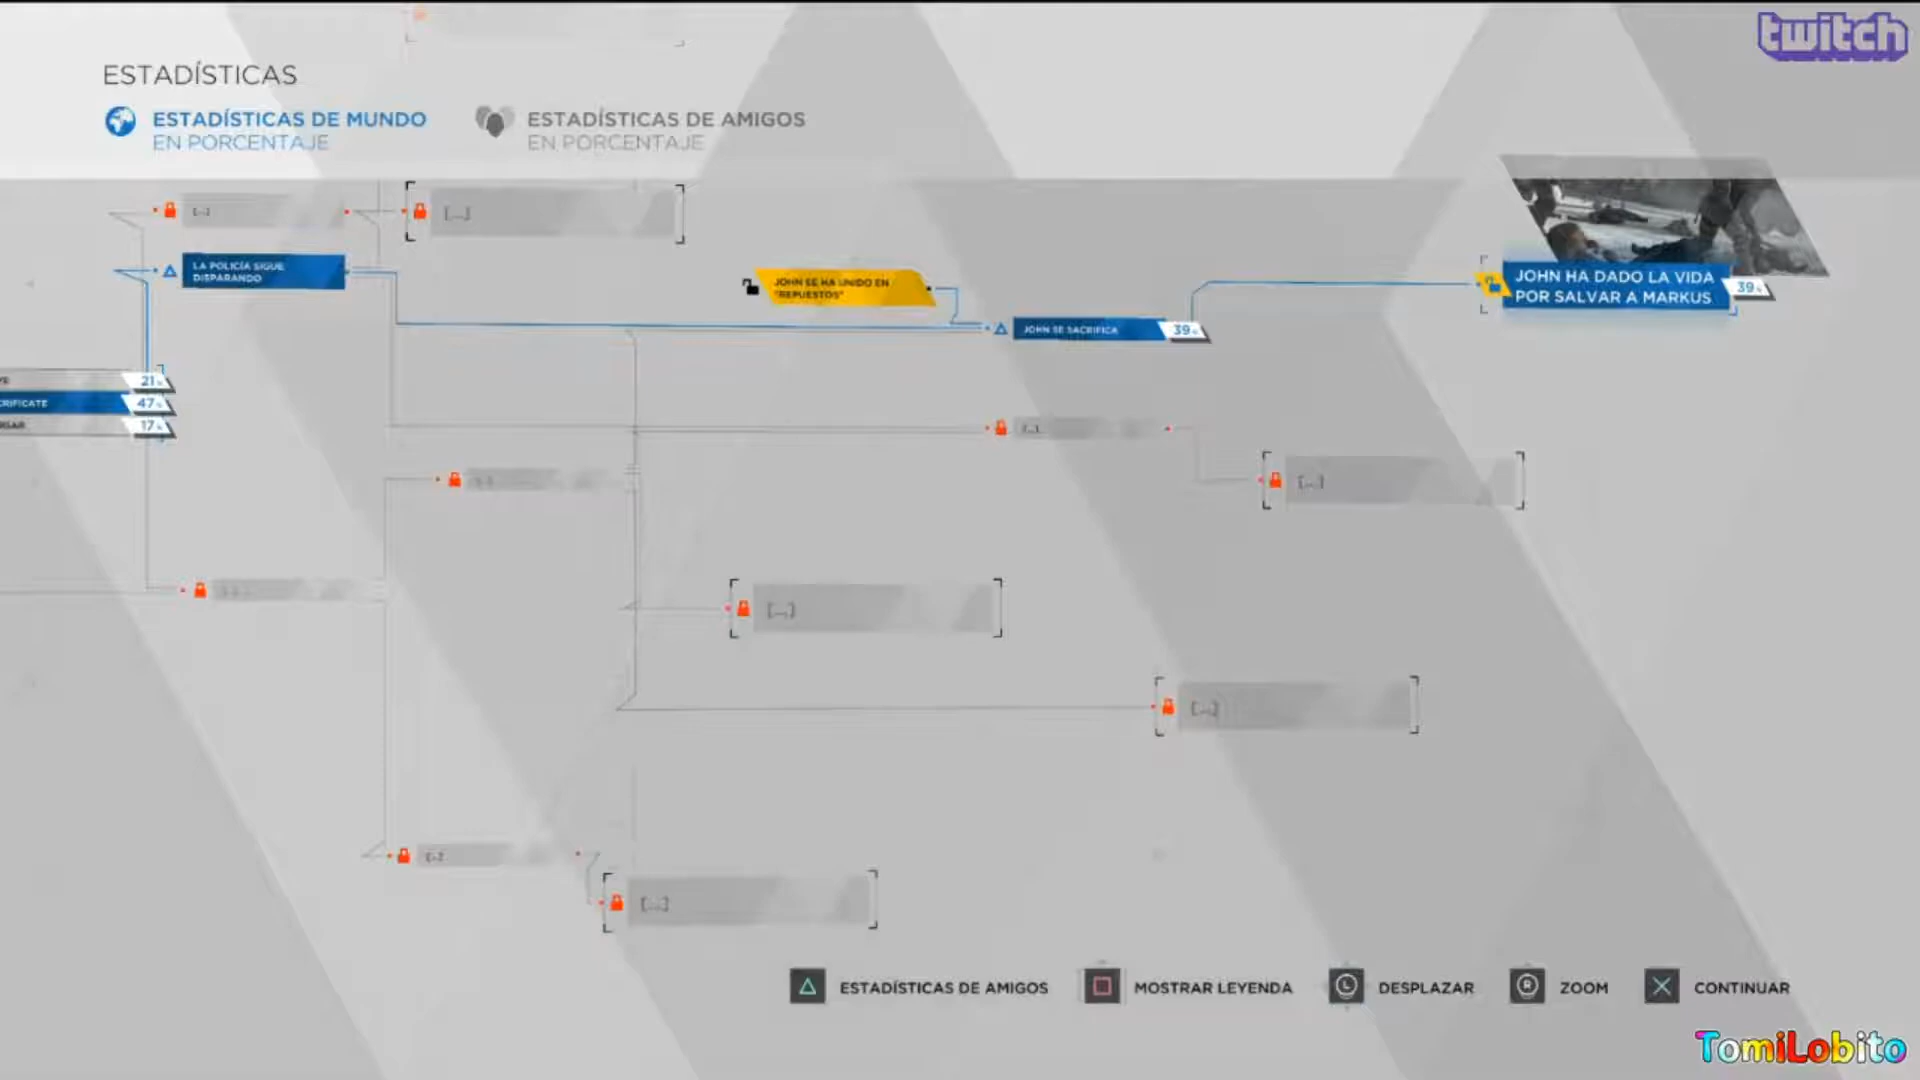 twitch
ESTADÍSTICAS
ESTADÍSTICAS DE MUNDO
EN PORCENTAJE
ESTADÍSTICAS DE AMIGOS
EN PORCENTAJE
[...]
[...]
LA POLICÍA SIGUE
DISPARANDO
JOHN SE HA UNIDO EN
"REPUESTOS"
JOHN HA DADO LA VIDA
POR SALVAR A MARKUS
39%
JOHN SE SACRIFICA
39%
21%
CRIFICATE
47%
17%
[...]
[...]
[...]
[...]
[...]
[...]
ESTADÍSTICAS DE AMIGOS
MOSTRAR LEYENDA
L
DESPLAZAR
R
ZOOM
CONTINUAR
TomiLobito